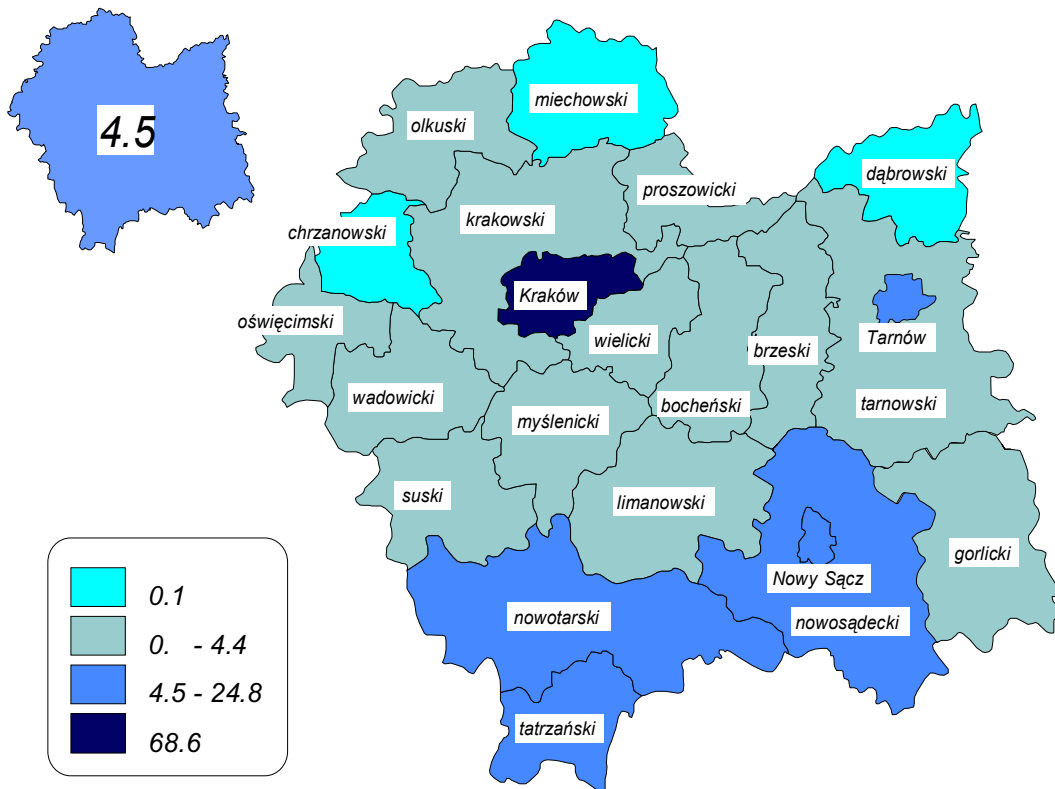 4.5
miechowski
olkuski
dąbrowski
proszowicki
krakowski
chrzanowski
Kraków
oświęcimski
wielicki
brzeski
Tarnów
wadowicki
bocheński
tarnowski
myślenicki
suski
limanowski
gorlicki
Nowy Sącz
nowotarski
nowosądecki
tatrzański
0.1
0. - 4.4
4.5 - 24.8
68.6